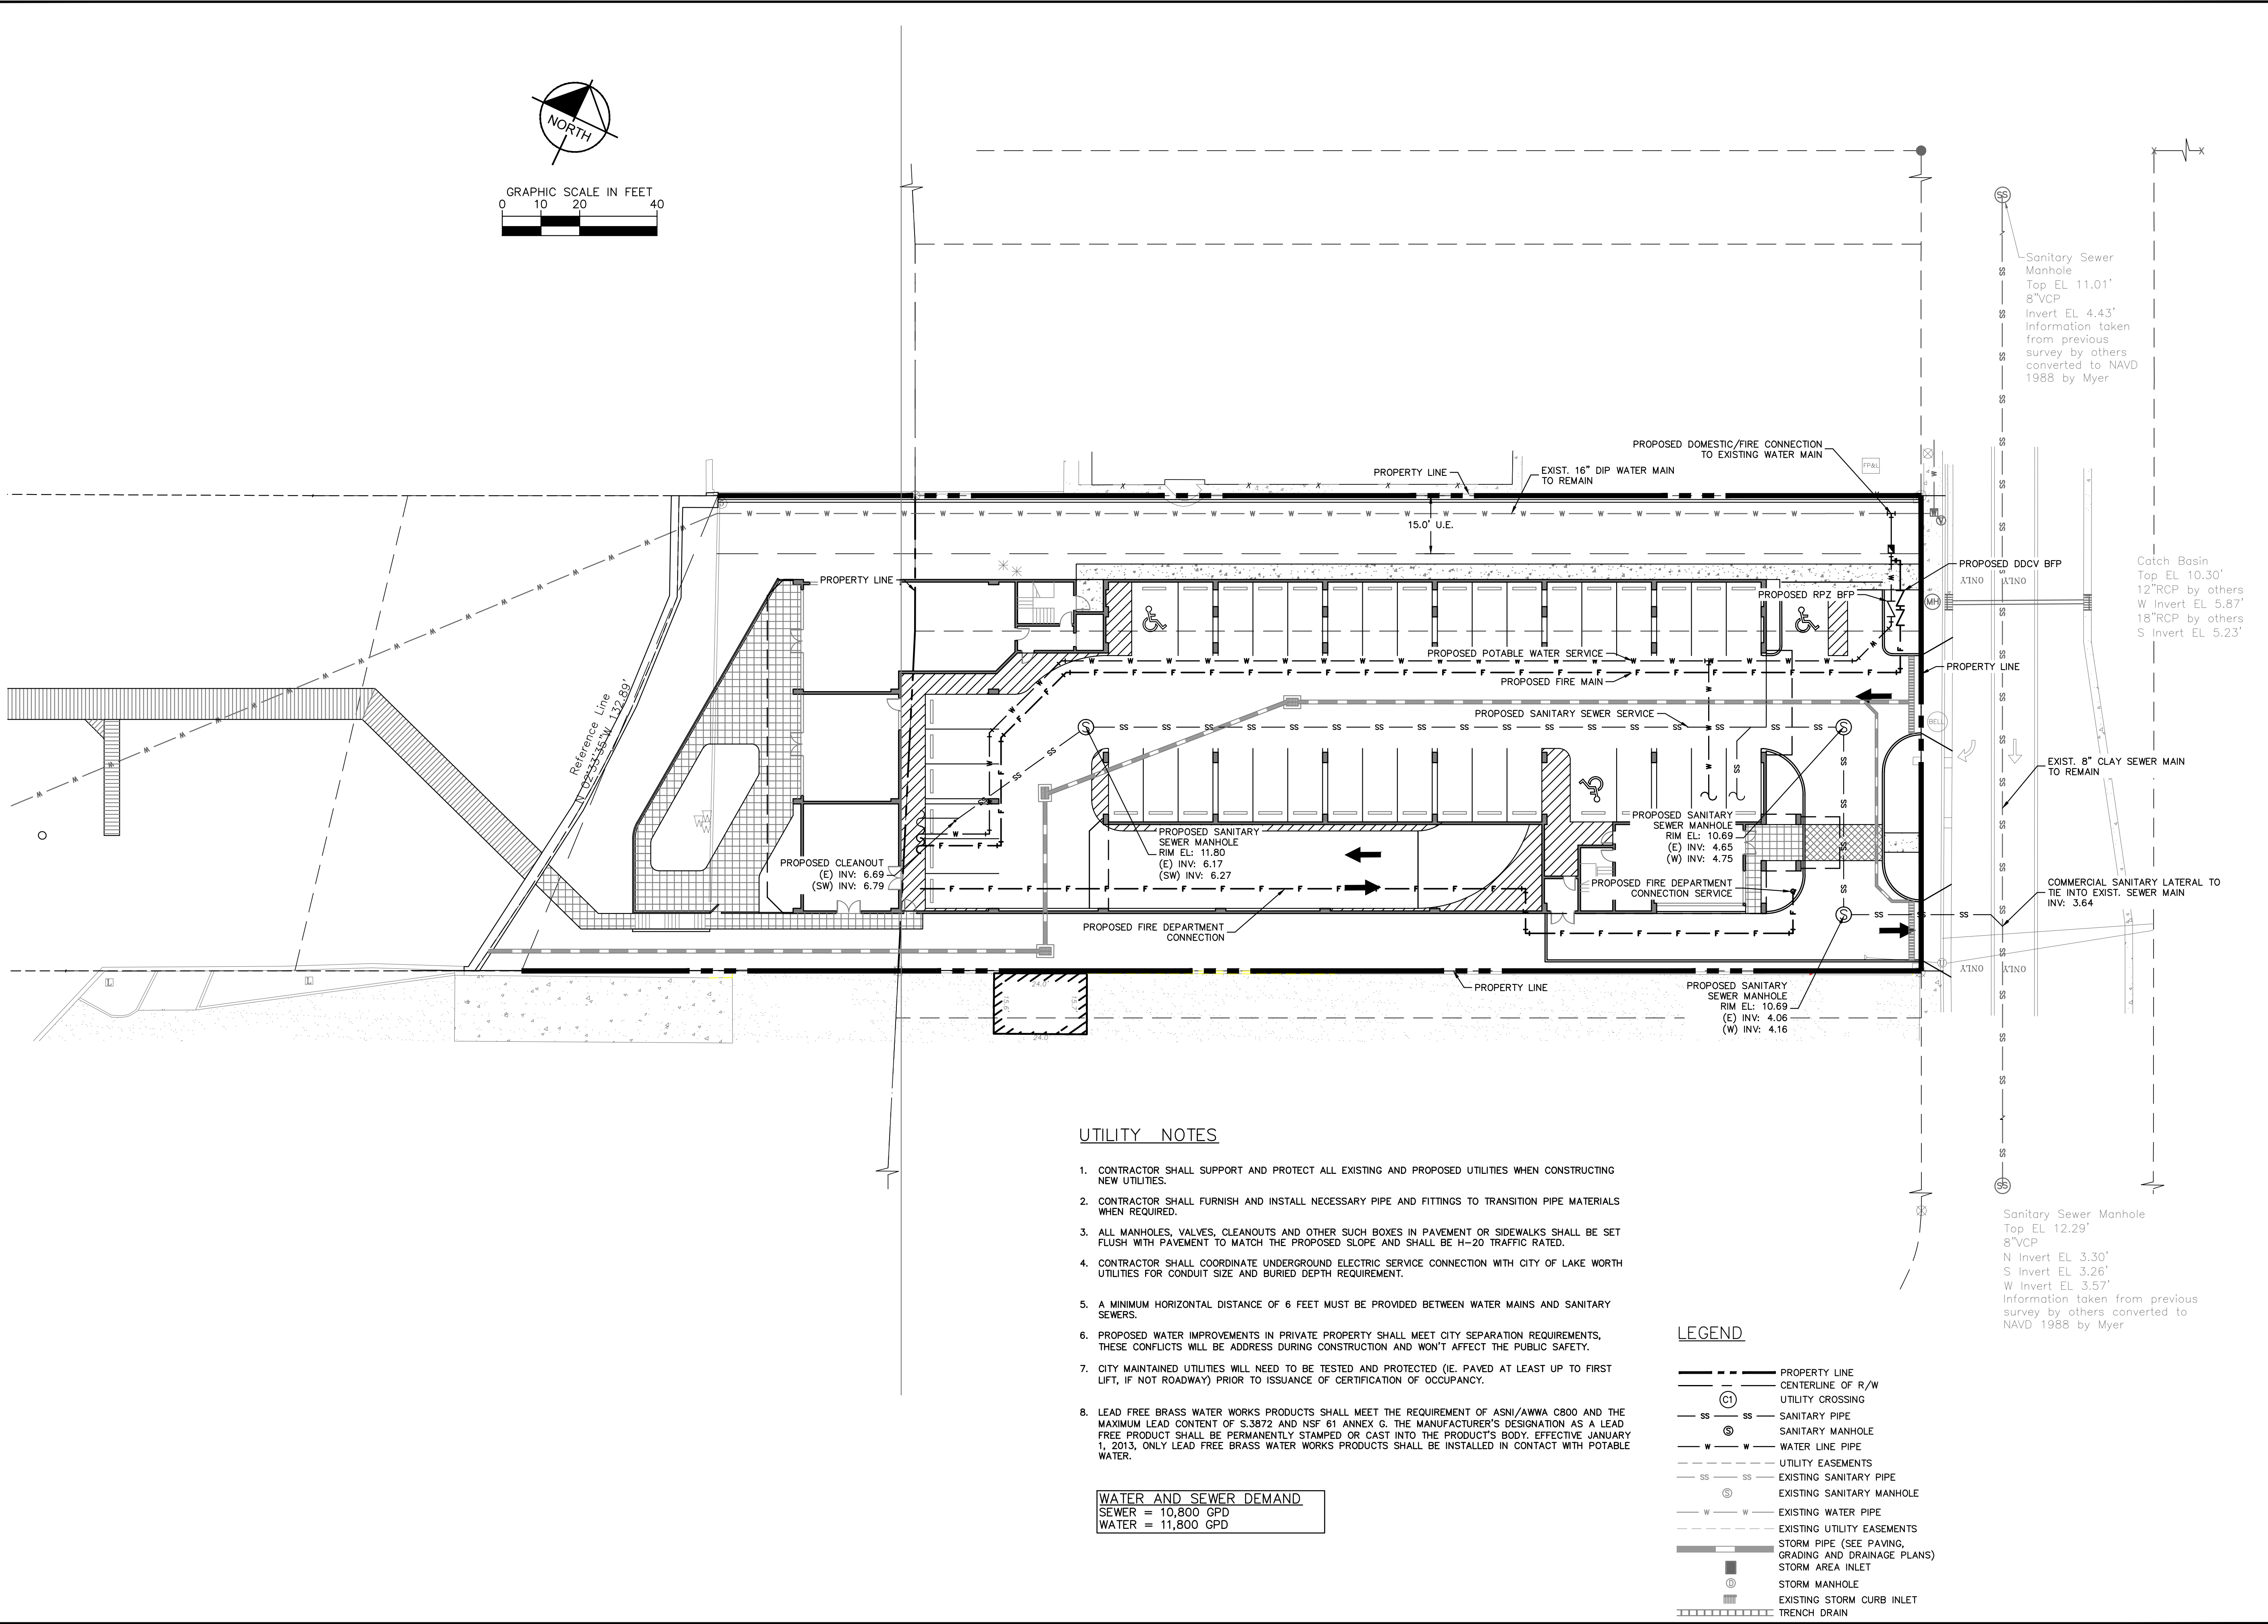 NORTH
GRAPHIC SCALE IN FEET
0 10 20 40
SS
Sanitary Sewer
Manhole
Top EL 11.01'
8"VCP
Invert EL 4.43'
Information taken
from previous
survey by others
converted to NAVD
1988 by Myer
PROPOSED DOMESTIC/FIRE CONNECTION
TO EXISTING WATER MAIN
FP&L
PROPERTY LINE
EXIST. 16" DIP WATER MAIN
TO REMAIN
15.0' U.E.
PROPOSED DDCV BFP
Catch Basin
Top EL 10.30'
12"RCP by others
W Invert EL 5.87'
18"RCP by others
S Invert EL 5.23'
ONLY
ONLY
PROPERTY LINE
PROPOSED RPZ BFP
MH
PROPOSED POTABLE WATER SERVICE
PROPOSED FIRE MAIN
PROPERTY LINE
PROPOSED SANITARY SEWER SERVICE
BELL
Reference Line
N 02°33'35"W 132.89'
EXIST. 8" CLAY SEWER MAIN
TO REMAIN
PROPOSED SANITARY
SEWER MANHOLE
RIM EL: 10.69
(E) INV: 4.65
(W) INV: 4.75
PROPOSED SANITARY
SEWER MANHOLE
RIM EL: 11.80
(E) INV: 6.17
(SW) INV: 6.27
PROPOSED CLEANOUT
(E) INV: 6.69
(SW) INV: 6.79
PROPOSED FIRE DEPARTMENT
CONNECTION SERVICE
COMMERCIAL SANITARY LATERAL TO
TIE INTO EXIST. SEWER MAIN
INV: 3.64
PROPOSED FIRE DEPARTMENT
CONNECTION
ONLY
ONLY
PROPERTY LINE
24.0'
15.6'
15.7'
24.0'
PROPOSED SANITARY
SEWER MANHOLE
RIM EL: 10.69
(E) INV: 4.06
(W) INV: 4.16
SS
Sanitary Sewer Manhole
Top EL 12.29'
8"VCP
N Invert EL 3.30'
S Invert EL 3.26'
W Invert EL 3.57'
Information taken from previous
survey by others converted to
NAVD 1988 by Myer
UTILITY NOTES
1. CONTRACTOR SHALL SUPPORT AND PROTECT ALL EXISTING AND PROPOSED UTILITIES WHEN CONSTRUCTING
NEW UTILITIES.
2. CONTRACTOR SHALL FURNISH AND INSTALL NECESSARY PIPE AND FITTINGS TO TRANSITION PIPE MATERIALS
WHEN REQUIRED.
3. ALL MANHOLES, VALVES, CLEANOUTS AND OTHER SUCH BOXES IN PAVEMENT OR SIDEWALKS SHALL BE SET
FLUSH WITH PAVEMENT TO MATCH THE PROPOSED SLOPE AND SHALL BE H-20 TRAFFIC RATED.
4. CONTRACTOR SHALL COORDINATE UNDERGROUND ELECTRIC SERVICE CONNECTION WITH CITY OF LAKE WORTH
UTILITIES FOR CONDUIT SIZE AND BURIED DEPTH REQUIREMENT.
5. A MINIMUM HORIZONTAL DISTANCE OF 6 FEET MUST BE PROVIDED BETWEEN WATER MAINS AND SANITARY
SEWERS.
6. PROPOSED WATER IMPROVEMENTS IN PRIVATE PROPERTY SHALL MEET CITY SEPARATION REQUIREMENTS,
THESE CONFLICTS WILL BE ADDRESS DURING CONSTRUCTION AND WON'T AFFECT THE PUBLIC SAFETY.
7. CITY MAINTAINED UTILITIES WILL NEED TO BE TESTED AND PROTECTED (IE. PAVED AT LEAST UP TO FIRST
LIFT, IF NOT ROADWAY) PRIOR TO ISSUANCE OF CERTIFICATION OF OCCUPANCY.
8. LEAD FREE BRASS WATER WORKS PRODUCTS SHALL MEET THE REQUIREMENT OF ASNI/AWWA C800 AND THE
MAXIMUM LEAD CONTENT OF S.3872 AND NSF 61 ANNEX G. THE MANUFACTURER'S DESIGNATION AS A LEAD
FREE PRODUCT SHALL BE PERMANENTLY STAMPED OR CAST INTO THE PRODUCT'S BODY. EFFECTIVE JANUARY
1, 2013, ONLY LEAD FREE BRASS WATER WORKS PRODUCTS SHALL BE INSTALLED IN CONTACT WITH POTABLE
WATER.
WATER AND SEWER DEMAND
SEWER = 10,800 GPD
WATER = 11,800 GPD
LEGEND
PROPERTY LINE
CENTERLINE OF R/W
C1 UTILITY CROSSING
SS SS SANITARY PIPE
S SANITARY MANHOLE
W W WATER LINE PIPE
UTILITY EASEMENTS
SS SS EXISTING SANITARY PIPE
S EXISTING SANITARY MANHOLE
W W EXISTING WATER PIPE
EXISTING UTILITY EASEMENTS
STORM PIPE (SEE PAVING,
GRADING AND DRAINAGE PLANS)
STORM AREA INLET
D STORM MANHOLE
EXISTING STORM CURB INLET
TRENCH DRAIN